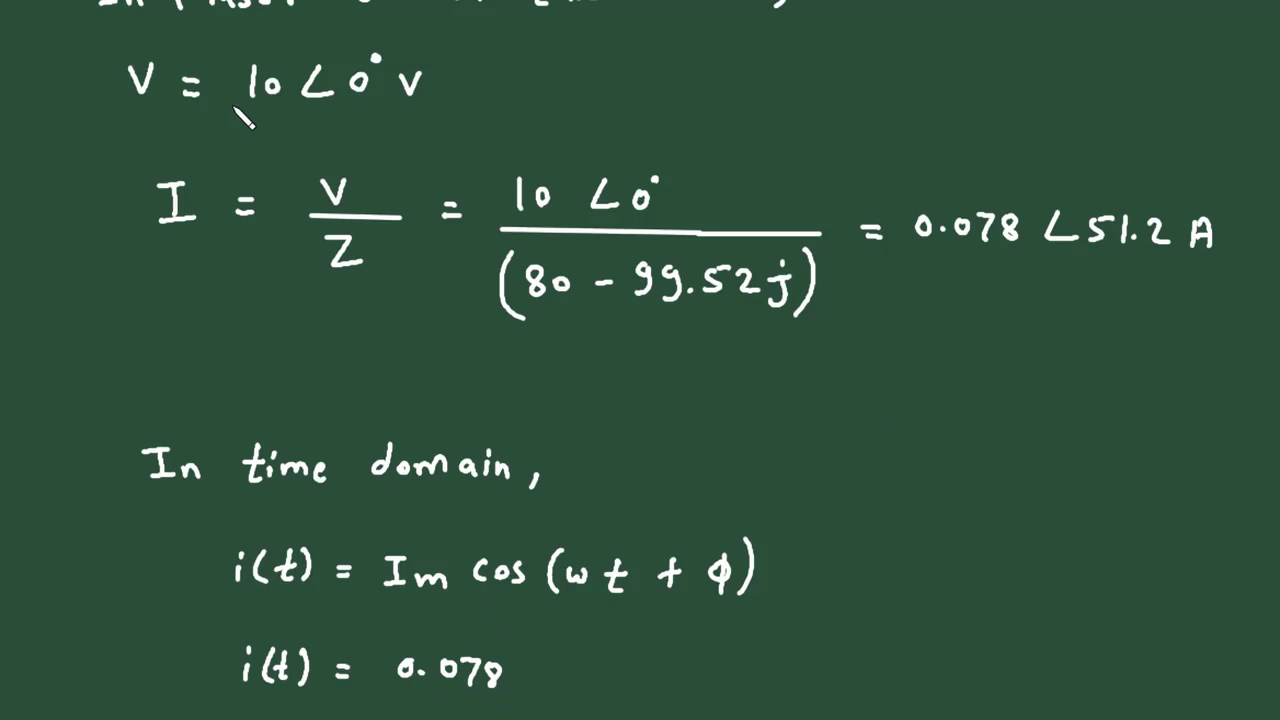 V = 10 ∠0° V
I = V / Z = 10 ∠0° / (80 - 99.52j) = 0.078 ∠51.2 A
In time domain,
i(t) = Im cos (ωt + ϕ)
i(t) = 0.078